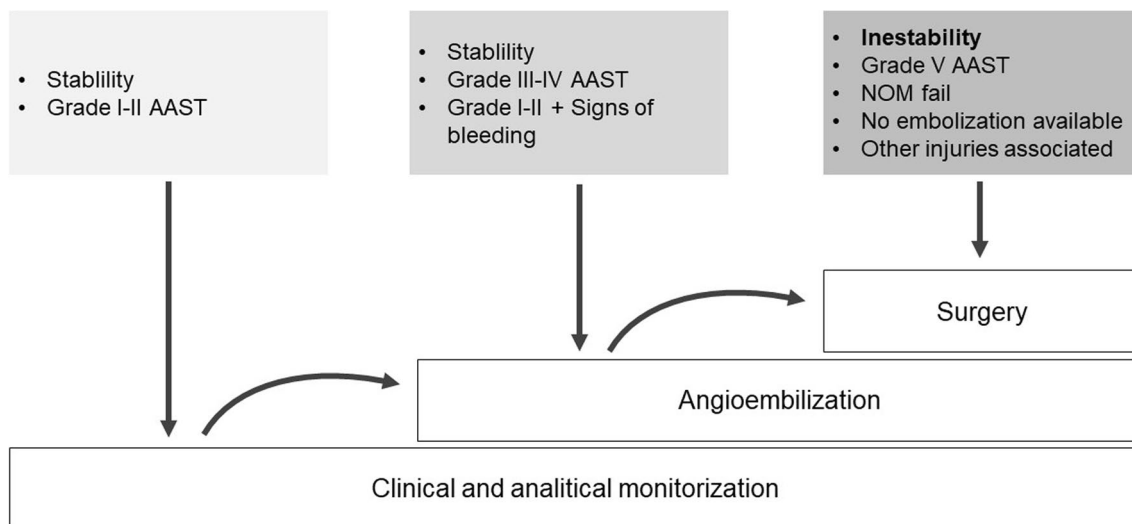 • Stablility
• Grade I-II AAST
• Stablility
• Grade III-IV AAST
• Grade I-II + Signs of
bleeding
• Inestability
• Grade V AAST
• NOM fail
• No embolization available
• Other injuries associated
Surgery
Angioembilization
Clinical and analitical monitorization